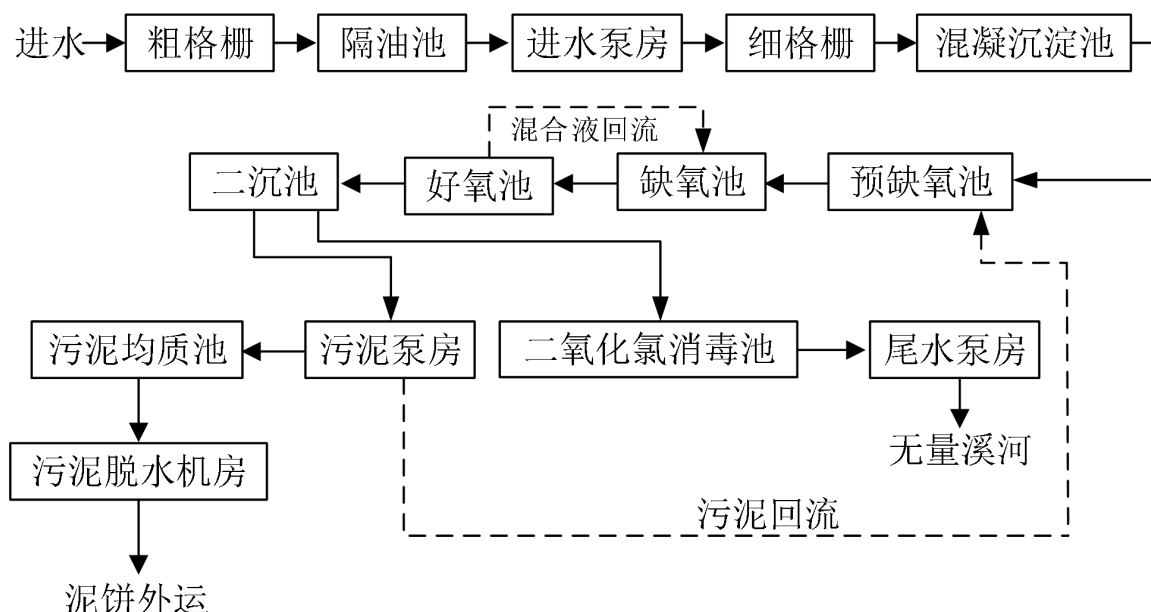 进水
粗格栅
隔油池
进水泵房
细格栅
混凝沉淀池
混合液回流
二沉池
好氧池
缺氧池
预缺氧池
污泥均质池
污泥泵房
二氧化氯消毒池
尾水泵房
无量溪河
污泥脱水机房
污泥回流
泥饼外运